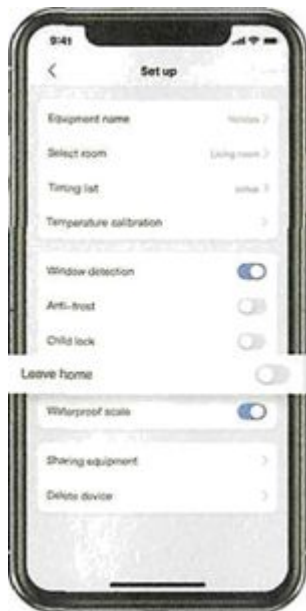 9:41
Set up
Equipment name
Select room
Living room
Timing list
Temperature calibration
Window detection
Anti-frost
Child lock
Leave home
Waterproof scale
Sharing equipment
Delete device